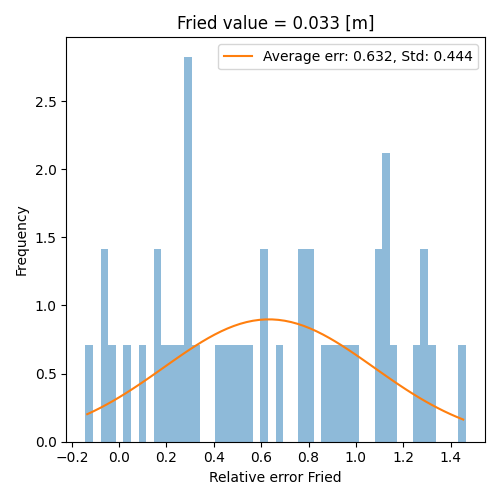 Fried value = 0.033 [m]
Average err: 0.632, Std: 0.444
Frequency
2.5
2.0
1.5
1.0
0.5
0.0
−0.2 0.0 0.2 0.4 0.6 0.8 1.0 1.2 1.4
Relative error Fried